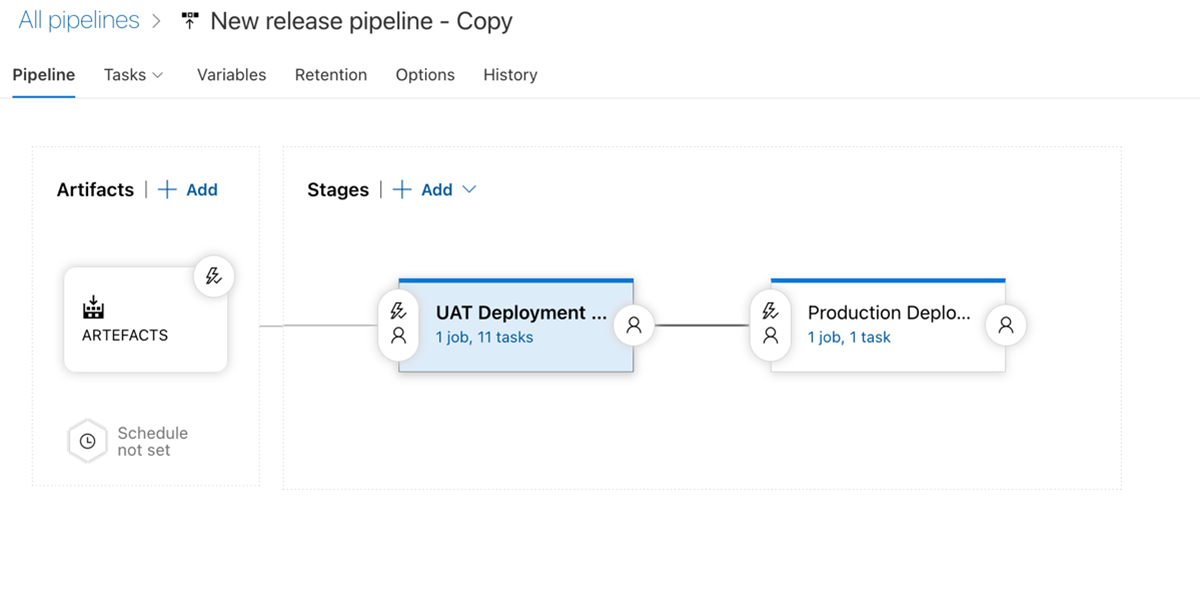 All pipelines > New release pipeline - Copy
Pipeline Tasks Variables Retention Options History
Artifacts | + Add
Stages | + Add
ARTEFACTS
UAT Deployment ...
1 job, 11 tasks
Production Deplo...
1 job, 1 task
Schedule
not set